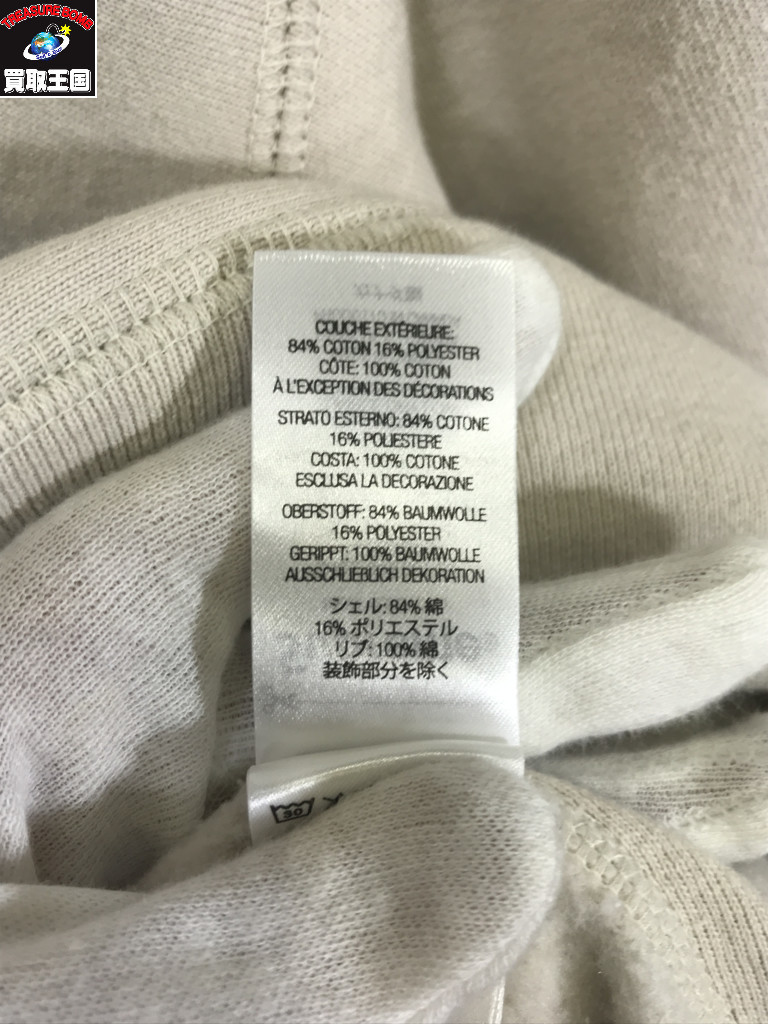 TREASURE BOMB
買取王国
COUCHE EXTÉRIEURE:
84% COTON 16% POLYESTER
CÔTE: 100% COTON
À L'EXCEPTION DES DÉCORATIONS
STRATO ESTERNO: 84% COTONE
16% POLIESTERE
COSTA: 100% COTONE
ESCLUSA LA DECORAZIONE
OBERSTOFF: 84% BAUMWOLLE
16% POLYESTER
GERIPPT: 100% BAUMWOLLE
AUSSCHLIEßLICH DEKORATION
シェル: 84% 綿
16% ポリエステル
リブ: 100% 綿
装飾部分を除く
30